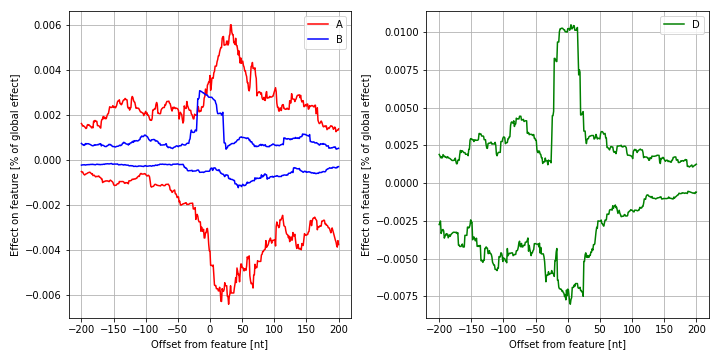 A
B
0.006
0.004
0.002
0.000
−0.002
−0.004
−0.006
Effect on feature [% of global effect]
−200 −150 −100 −50 0 50 100 150 200
Offset from feature [nt]
D
0.0100
0.0075
0.0050
0.0025
0.0000
−0.0025
−0.0050
−0.0075
Effect on feature [% of global effect]
−200 −150 −100 −50 0 50 100 150 200
Offset from feature [nt]